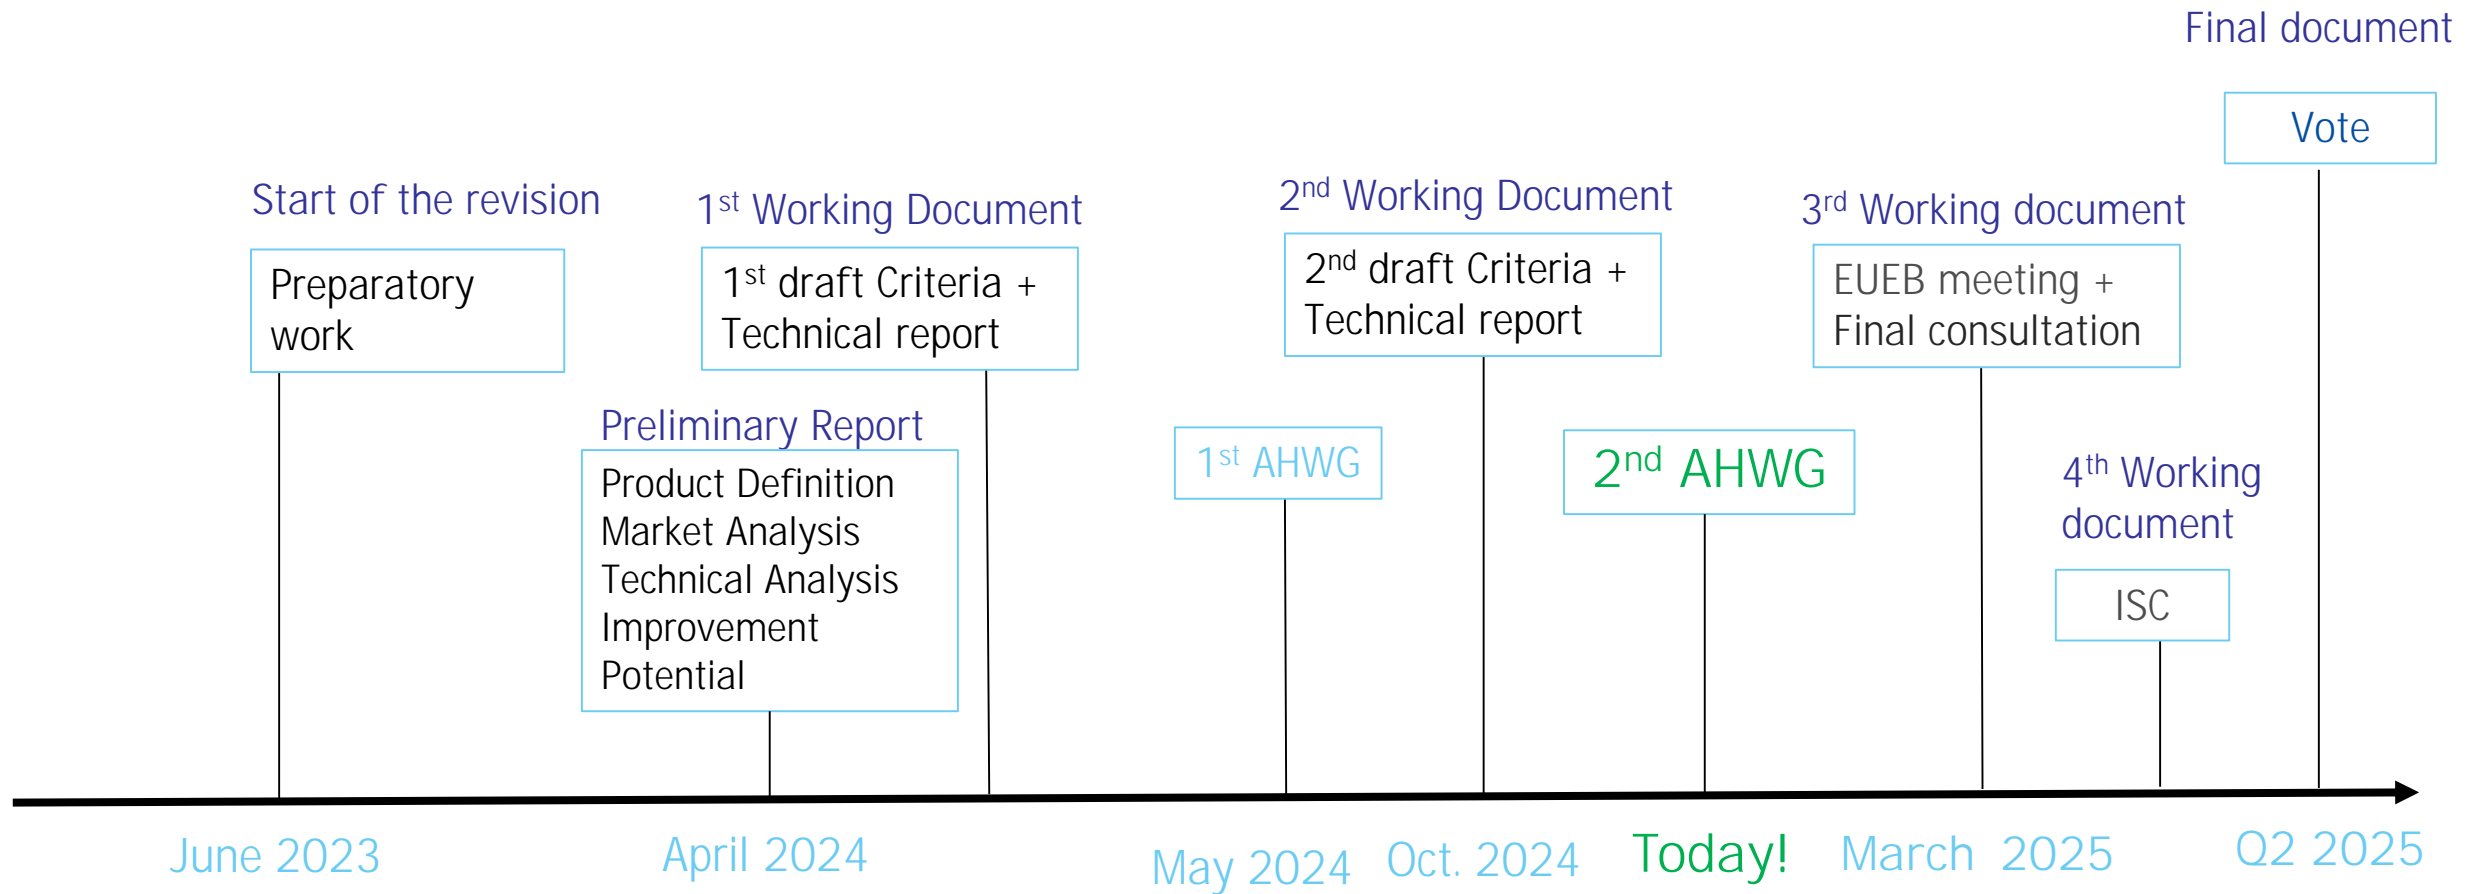 Final document
Vote
Start of the revision
Preparatory
work
1st Working Document
1st draft Criteria +
Technical report
Preliminary Report
Product Definition
Market Analysis
Technical Analysis
Improvement
Potential
1st AHWG
2nd Working Document
2nd draft Criteria +
Technical report
2nd AHWG
3rd Working document
EUEB meeting +
Final consultation
4th Working
document
ISC
June 2023
April 2024
May 2024
Oct. 2024
Today!
March 2025
Q2 2025